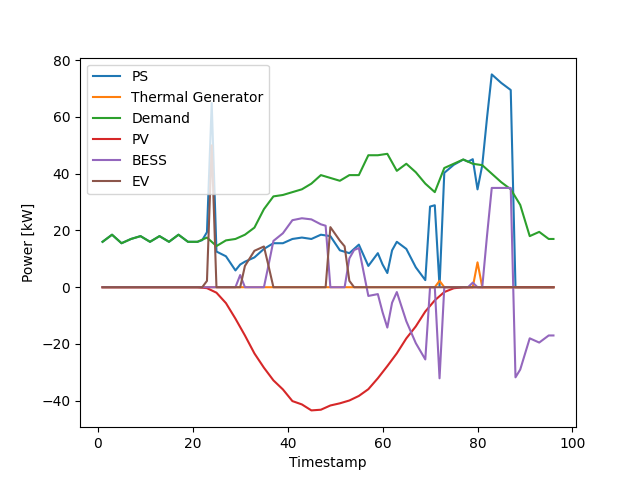 PS
Thermal Generator
Demand
PV
BESS
EV
80
60
40
20
0
−20
−40
Power [kW]
0 20 40 60 80 100
Timestamp